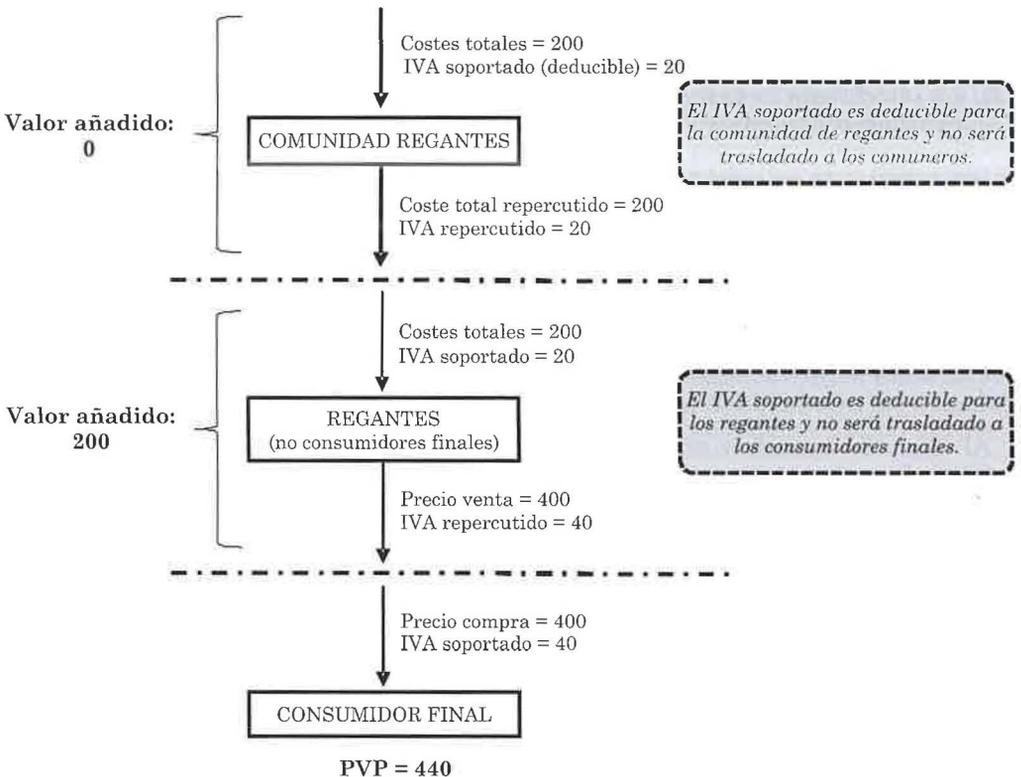 Costes totales = 200
IVA soportado (deducible) = 20
Valor añadido:
0
COMUNIDAD REGANTES
El IVA soportado es deducible para
la comunidad de regantes y no será
trasladado a los comuneros.
Coste total repercutido = 200
IVA repercutido = 20
Costes totales = 200
IVA soportado = 20
Valor añadido:
200
REGANTES
(no consumidores finales)
El IVA soportado es deducible para
los regantes y no será trasladado a
los consumidores finales.
Precio venta = 400
IVA repercutido = 40
Precio compra = 400
IVA soportado = 40
CONSUMIDOR FINAL
PVP = 440